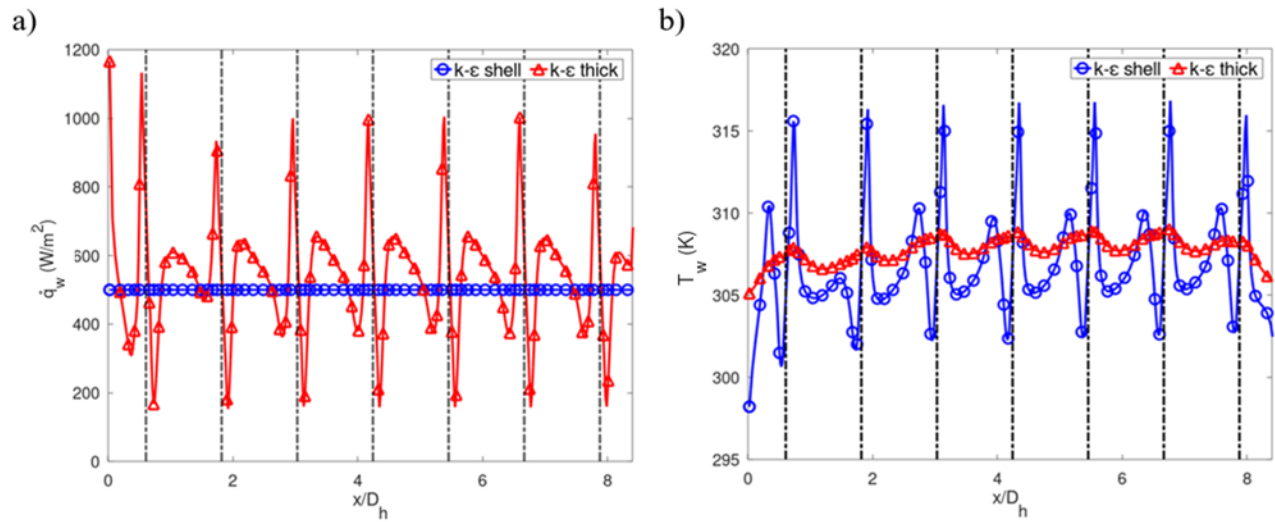 a)
1200
1000
800
600
500
400
200
0
q̇w (W/m²)
k-ε shell
k-ε thick
0
2
4
6
8
x/Dh
b)
320
315
310
305
300
295
Tw (K)
k-ε shell
k-ε thick
0
2
4
6
8
x/Dh